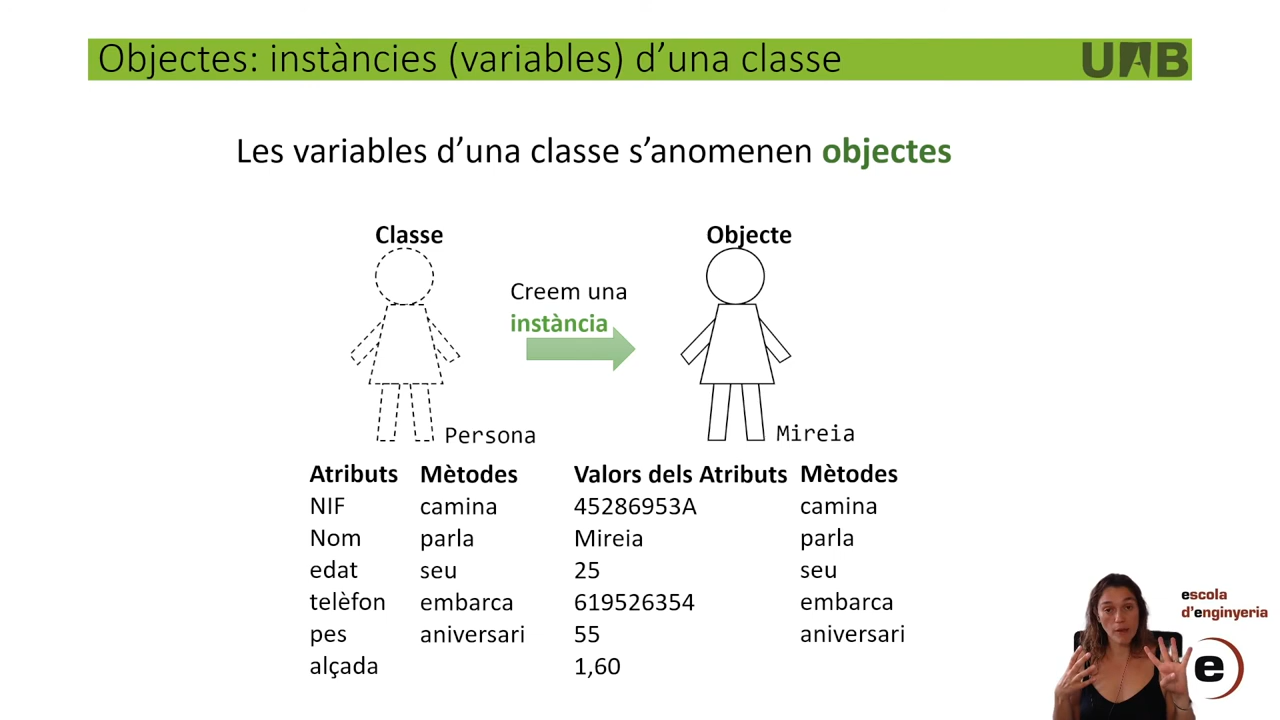 Objectes: instàncies (variables) d'una classe
UAB
Les variables d'una classe s'anomenen objectes
Classe
Objecte
Creem una
instància
Persona
Mireia
Atributs Mètodes Valors dels Atributs Mètodes
NIF camina 45286953A camina
Nom parla Mireia parla
edat seu 25 seu
telèfon embarca 619526354 embarca
pes aniversari 55 aniversari
alçada 1,60
escola
d'enginyeria
e